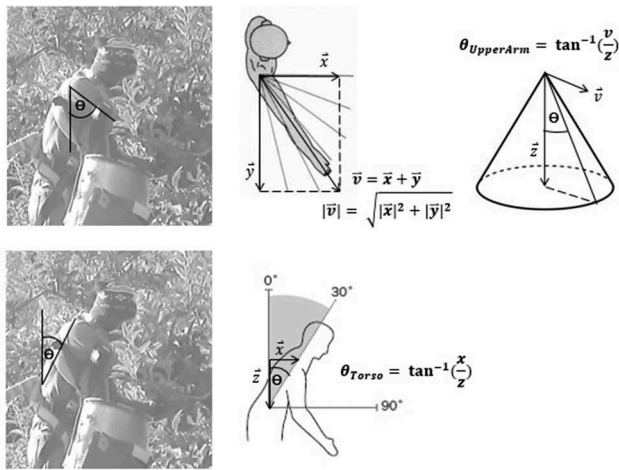 θ
x⃗
y⃗
v⃗ = x⃗ + y⃗
|v⃗| = √|x⃗|² + |y⃗|²
θUpperArm = tan⁻¹(v/z)
v⃗
θ
z⃗
θ
0°
30°
x⃗
z⃗
θ
90°
θTorso = tan⁻¹(x/z)